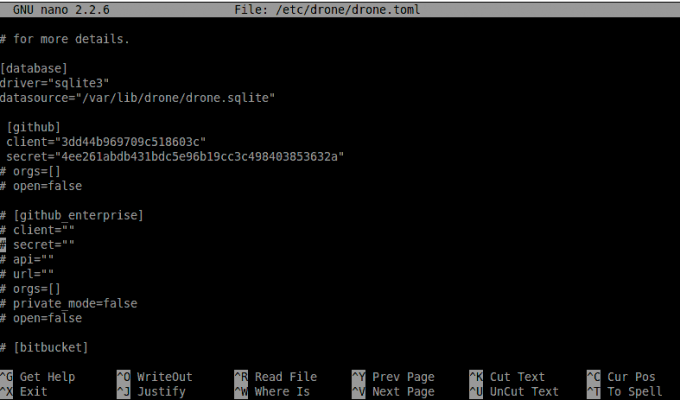 GNU nano 2.2.6 File: /etc/drone/drone.toml
# for more details.
[database]
driver="sqlite3"
datasource="/var/lib/drone/drone.sqlite"
[github]
client="3dd44b969709c518603c"
secret="4ee261abdb431bdc5e96b19cc3c498403853632a"
# orgs=[]
# open=false
# [github_enterprise]
# client=""
# secret=""
# api=""
# url=""
# orgs=[]
# private_mode=false
# open=false
# [bitbucket]
^G Get Help ^O WriteOut ^R Read File ^Y Prev Page ^K Cut Text ^C Cur Pos
^X Exit ^J Justify ^W Where Is ^V Next Page ^U UnCut Text ^T To Spell